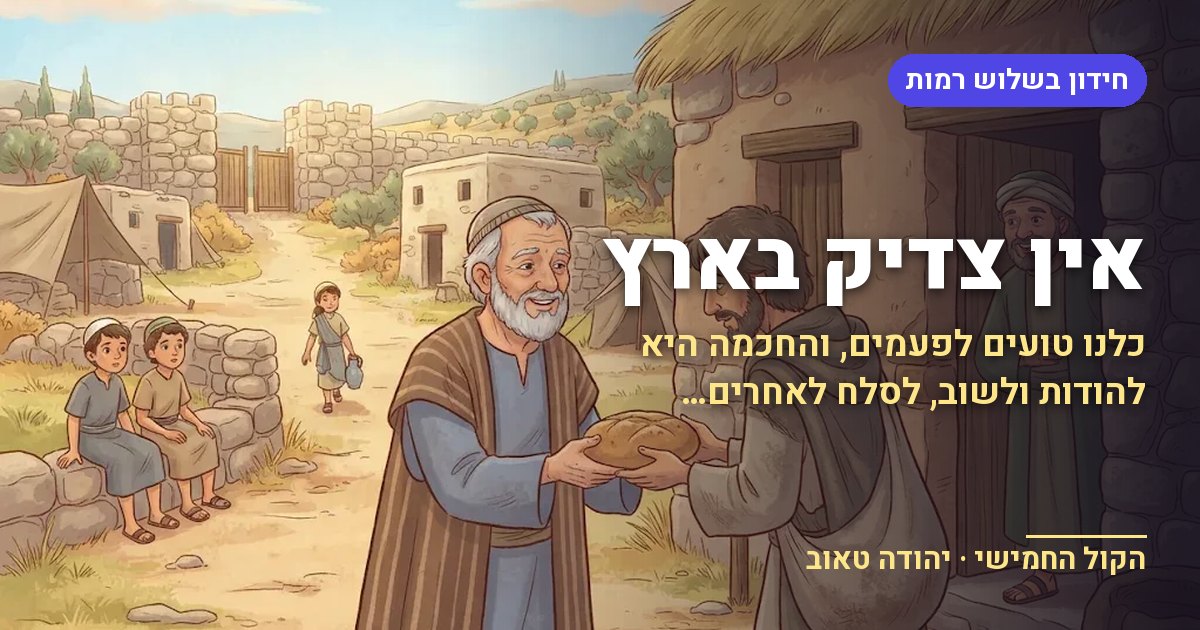 חידון בשלוש רמות
אין צדיק בארץ
כלנו טועים לפעמים, והחכמה היא
להודות ולשוב, לסלח לאחרים...
הקול החמישי · יהודה טאוב